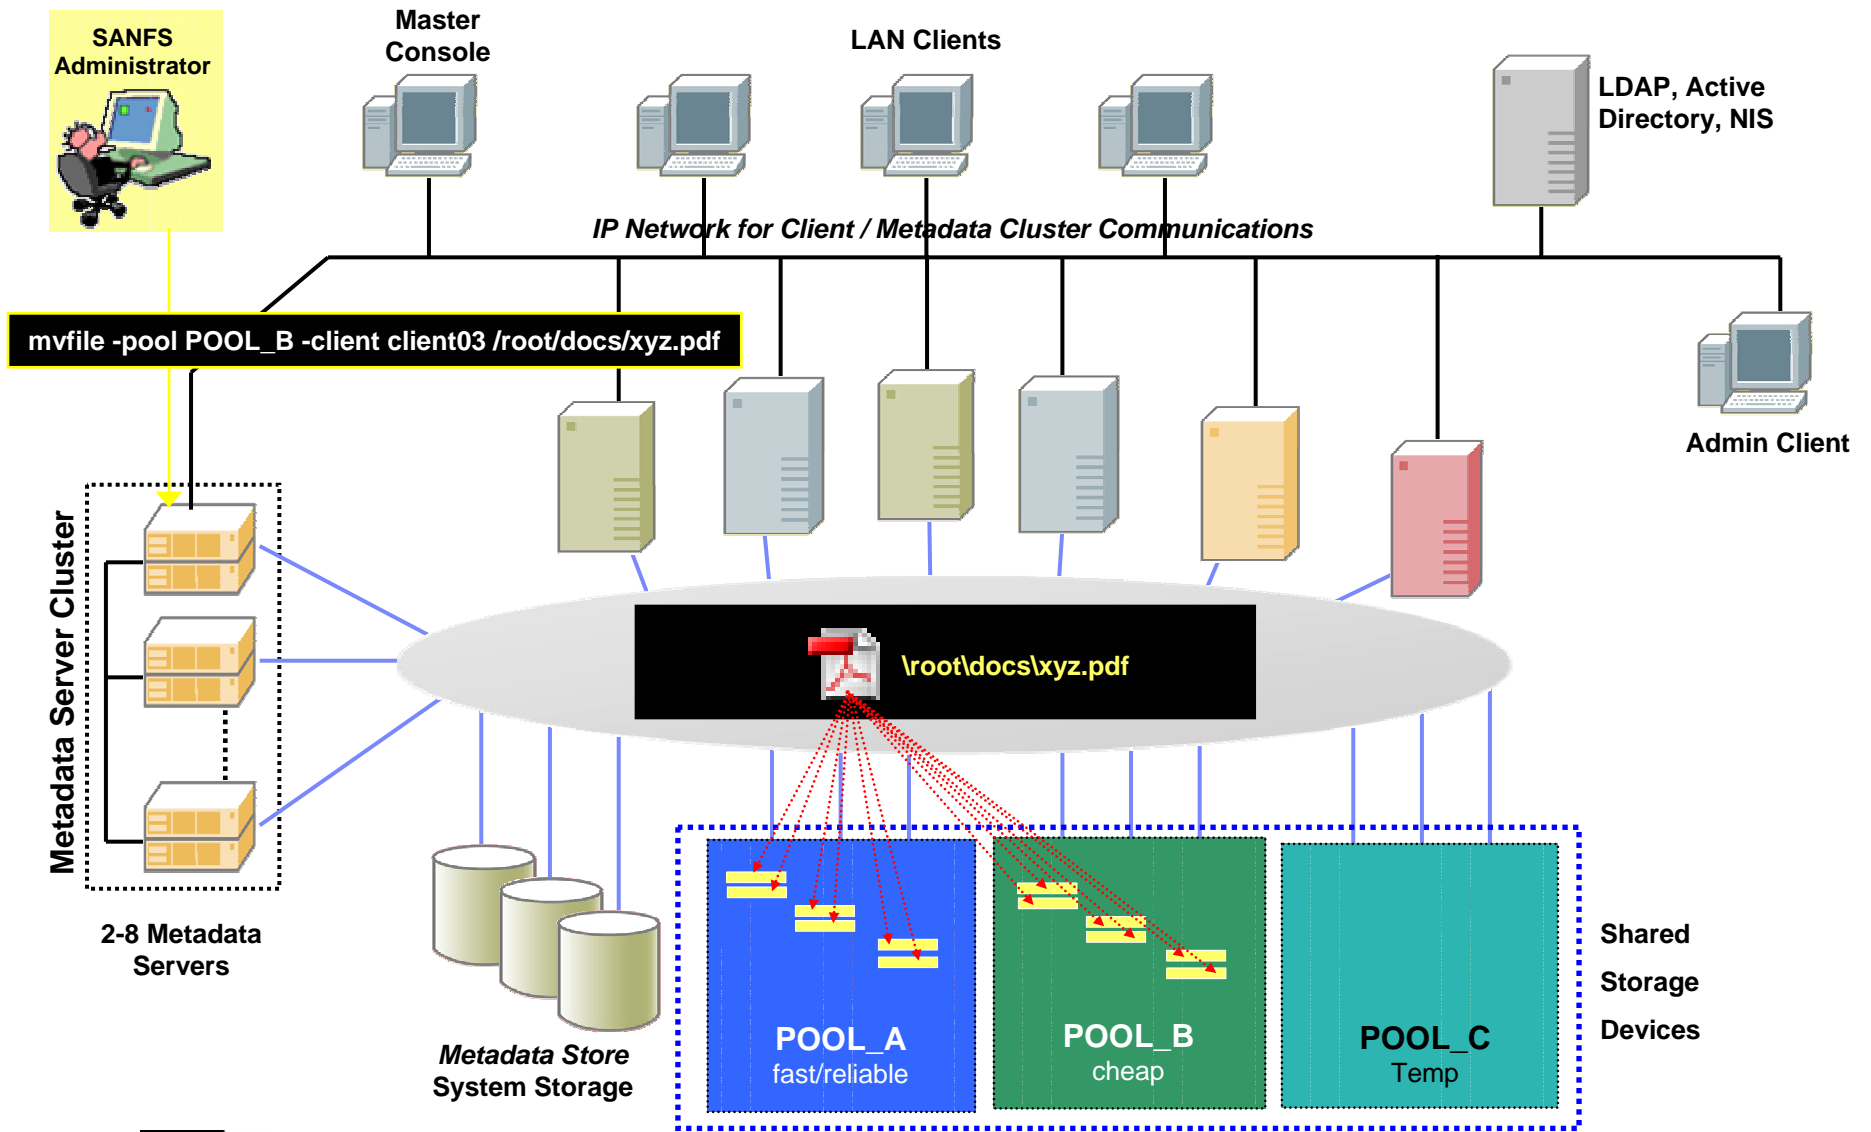 SANFS
Administrator
Master
Console
LAN Clients
LDAP, Active
Directory, NIS
IP Network for Client / Metadata Cluster Communications
mvfile -pool POOL_B -client client03 /root/docs/xyz.pdf
Admin Client
Metadata Server Cluster
\root\docs\xyz.pdf
2-8 Metadata
Servers
Metadata Store
System Storage
POOL_A
fast/reliable
POOL_B
cheap
POOL_C
Temp
Shared
Storage
Devices